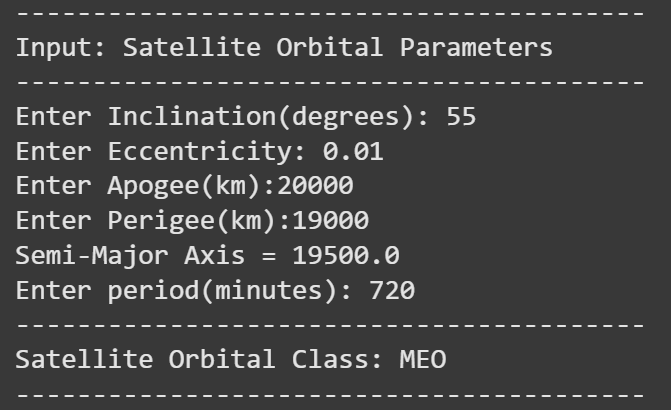 -----------------------------------------
Input: Satellite Orbital Parameters
-----------------------------------------
Enter Inclination(degrees): 55
Enter Eccentricity: 0.01
Enter Apogee(km):20000
Enter Perigee(km):19000
Semi-Major Axis = 19500.0
Enter period(minutes): 720
-----------------------------------------
Satellite Orbital Class: MEO
-----------------------------------------